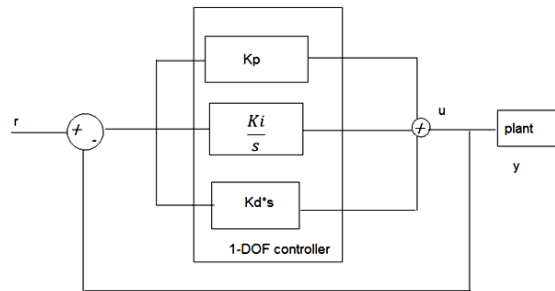 Kp
r
+
-
Ki
s
+
u
plant
y
Kd*s
1-DOF controller